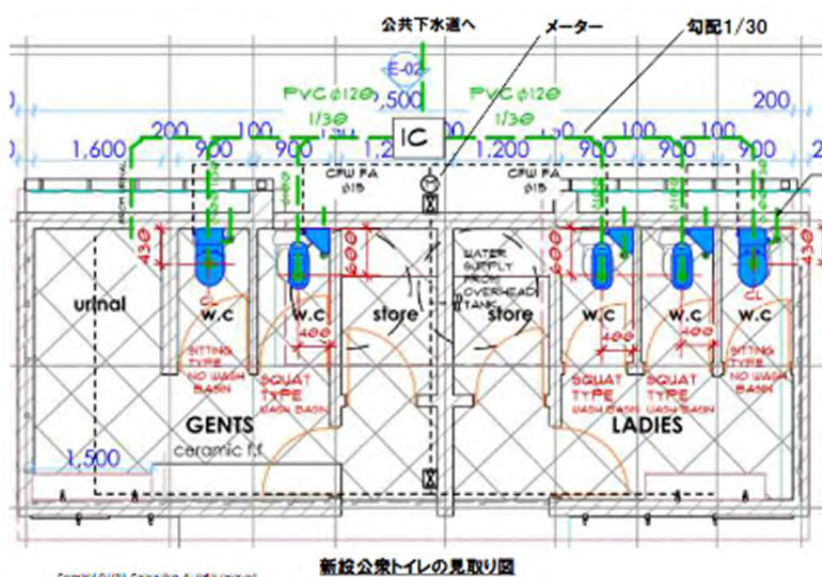 公共下水道へ
メーター
勾配1/30
E-02
PVC φ120
PVC φ120
1/30
1/30
200
200
100
100
100
1,600
900
900
1,200
900
900
900
IC
CPW PA
φ15
CPW PA
φ15
430
600
600
430
WATER
SUPPLY
FROM
OVERHEAD
TANK
urinal
CL
w.c
w.c
store
store
w.c
w.c
CL
w.c
400
400
400
SITTING
TYPE
NO WASH
BASIN
SQUAT
TYPE
WASH BASIN
SQUAT
TYPE
WASH BASIN
SQUAT
TYPE
WASH BASIN
SITTING
TYPE
NO WASH
BASIN
GENTS
LADIES
ceramic f.f
1,500
新設公衆トイレの見取り図